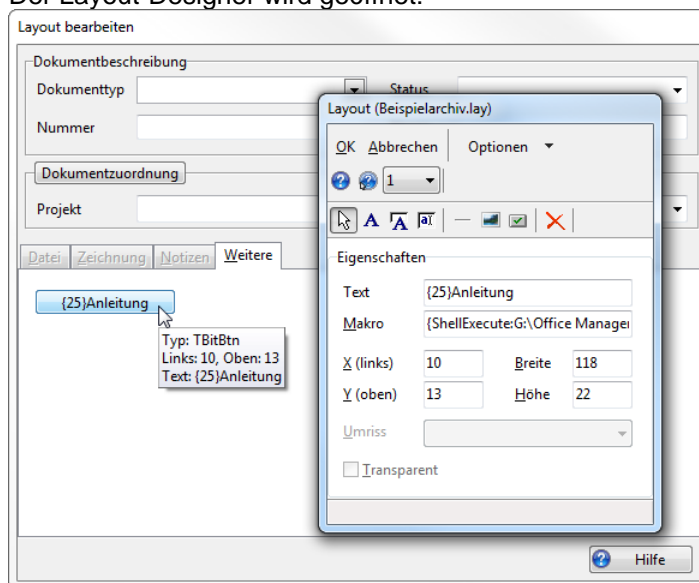 Der Layout-Designer wird geöffnet.
Layout bearbeiten
Dokumentbeschreibung
Dokumenttyp
Status
Nummer
Dokumentzuordnung
Projekt
Datei Zeichnung Notizen Weitere
{25}Anleitung
Typ: TBitBtn
Links: 10, Oben: 13
Text: {25}Anleitung
Layout (Beispielarchiv.lay)
OK Abbrechen Optionen
1
A A aI
Eigenschaften
Text {25}Anleitung
Makro {ShellExecute:G:\Office Manager
X (links) 10 Breite 118
Y (oben) 13 Höhe 22
Umriss
Transparent
Hilfe